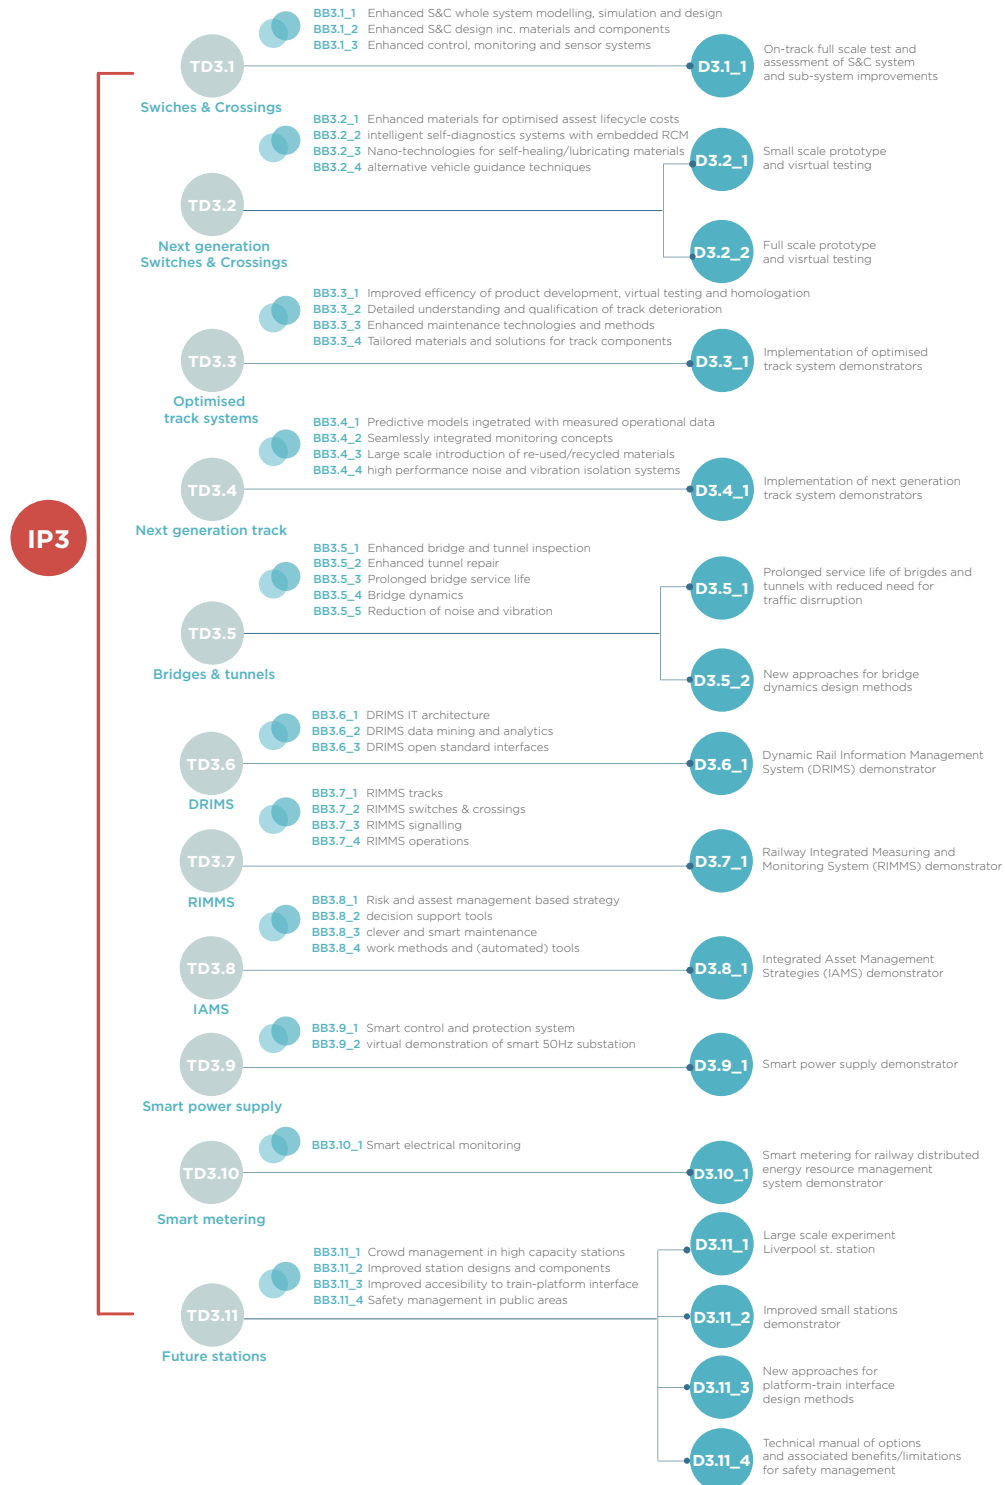 IP3
BB3.1_1 Enhanced S&C whole system modelling, simulation and design
BB3.1_2 Enhanced S&C design inc. materials and components
BB3.1_3 Enhanced control, monitoring and sensor systems
TD3.1
Swiches & Crossings
D3.1_1
On-track full scale test and
assessment of S&C system
and sub-system improvements
BB3.2_1 Enhanced materials for optimised assest lifecycle costs
BB3.2_2 intelligent self-diagnostics systems with embedded RCM
BB3.2_3 Nano-technologies for self-healing/lubricating materials
BB3.2_4 alternative vehicle guidance techniques
TD3.2
Next generation
Switches & Crossings
D3.2_1
Small scale prototype
and visrtual testing
D3.2_2
Full scale prototype
and visrtual testing
BB3.3_1 Improved efficency of product development, virtual testing and homologation
BB3.3_2 Detailed understanding and qualification of track deterioration
BB3.3_3 Enhanced maintenance technologies and methods
BB3.3_4 Tailored materials and solutions for track components
TD3.3
Optimised
track systems
D3.3_1
Implementation of optimised
track system demonstrators
BB3.4_1 Predictive models ingetrated with measured operational data
BB3.4_2 Seamlessly integrated monitoring concepts
BB3.4_3 Large scale introduction of re-used/recycled materials
BB3.4_4 high performance noise and vibration isolation systems
TD3.4
Next generation track
D3.4_1
Implementation of next generation
track system demonstrators
BB3.5_1 Enhanced bridge and tunnel inspection
BB3.5_2 Enhanced tunnel repair
BB3.5_3 Prolonged bridge service life
BB3.5_4 Bridge dynamics
BB3.5_5 Reduction of noise and vibration
TD3.5
Bridges & tunnels
D3.5_1
Prolonged service life of brigdes and
tunnels with reduced need for
traffic disrruption
D3.5_2
New approaches for bridge
dynamics design methods
BB3.6_1 DRIMS IT architecture
BB3.6_2 DRIMS data mining and analytics
BB3.6_3 DRIMS open standard interfaces
TD3.6
DRIMS
D3.6_1
Dynamic Rail Information Management
System (DRIMS) demonstrator
BB3.7_1 RIMMS tracks
BB3.7_2 RIMMS switches & crossings
BB3.7_3 RIMMS signalling
BB3.7_4 RIMMS operations
TD3.7
RIMMS
D3.7_1
Railway Integrated Measuring and
Monitoring System (RIMMS) demonstrator
BB3.8_1 Risk and assest management based strategy
BB3.8_2 decision support tools
BB3.8_3 clever and smart maintenance
BB3.8_4 work methods and (automated) tools
TD3.8
IAMS
D3.8_1
Integrated Asset Management
Strategies (IAMS) demonstrator
BB3.9_1 Smart control and protection system
BB3.9_2 virtual demonstration of smart 50Hz substation
TD3.9
Smart power supply
D3.9_1
Smart power supply demonstrator
BB3.10_1 Smart electrical monitoring
TD3.10
Smart metering
D3.10_1
Smart metering for railway distributed
energy resource management
system demonstrator
BB3.11_1 Crowd management in high capacity stations
BB3.11_2 Improved station designs and components
BB3.11_3 Improved accesibility to train-platform interface
BB3.11_4 Safety management in public areas
TD3.11
Future stations
D3.11_1
Large scale experiment
Liverpool st. station
D3.11_2
Improved small stations
demonstrator
D3.11_3
New approaches for
platform-train interface
design methods
D3.11_4
Technical manual of options
and associated benefits/limitations
for safety management